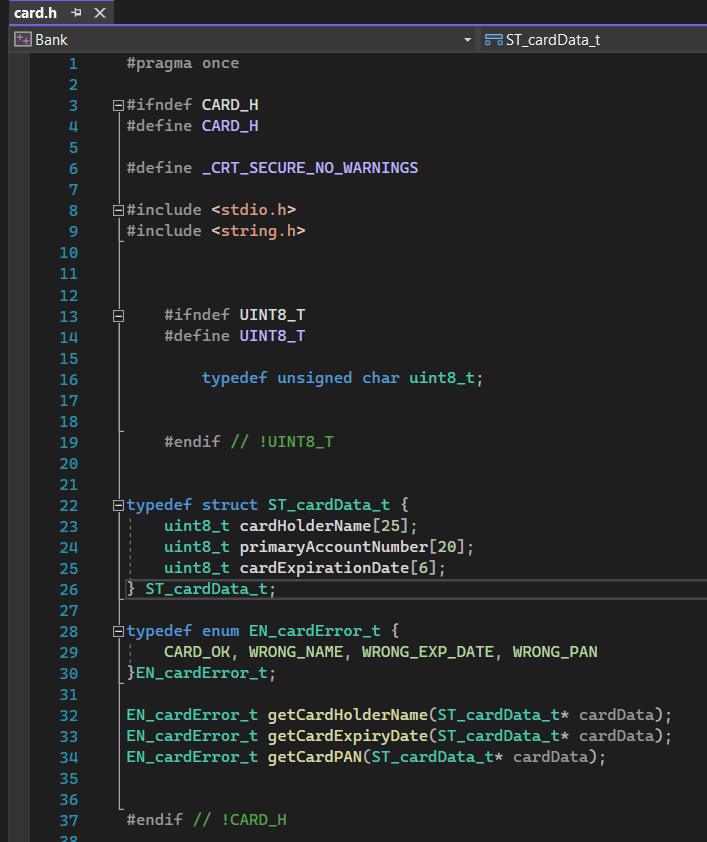 card.h
Bank
ST_cardData_t
1 #pragma once
2
3 #ifndef CARD_H
4 #define CARD_H
5
6 #define _CRT_SECURE_NO_WARNINGS
7
8 #include <stdio.h>
9 #include <string.h>
10
11
12
13 #ifndef UINT8_T
14 #define UINT8_T
15
16 typedef unsigned char uint8_t;
17
18
19 #endif // !UINT8_T
20
21
22 typedef struct ST_cardData_t {
23 uint8_t cardHolderName[25];
24 uint8_t primaryAccountNumber[20];
25 uint8_t cardExpirationDate[6];
26 } ST_cardData_t;
27
28 typedef enum EN_cardError_t {
29 CARD_OK, WRONG_NAME, WRONG_EXP_DATE, WRONG_PAN
30 }EN_cardError_t;
31
32 EN_cardError_t getCardHolderName(ST_cardData_t* cardData);
33 EN_cardError_t getCardExpiryDate(ST_cardData_t* cardData);
34 EN_cardError_t getCardPAN(ST_cardData_t* cardData);
35
36
37 #endif // !CARD_H
38